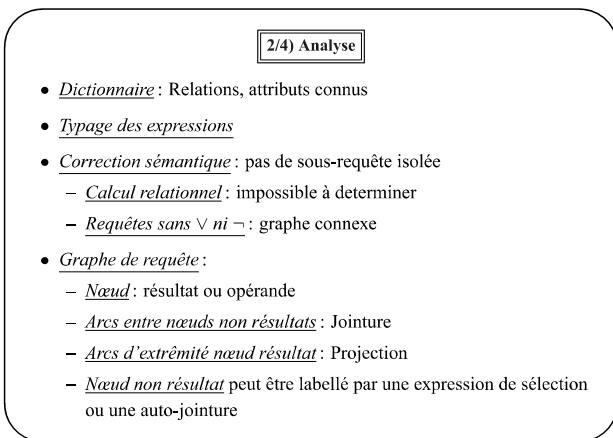 2/4) Analyse
• Dictionnaire : Relations, attributs connus
• Typage des expressions
• Correction sémantique : pas de sous-requête isolée
– Calcul relationnel : impossible à determiner
– Requêtes sans ∨ ni ¬ : graphe connexe
• Graphe de requête :
– Nœud : résultat ou opérande
– Arcs entre nœuds non résultats : Jointure
– Arcs d'extrêmité nœud résultat : Projection
– Nœud non résultat peut être labellé par une expression de sélection
ou une auto-jointure